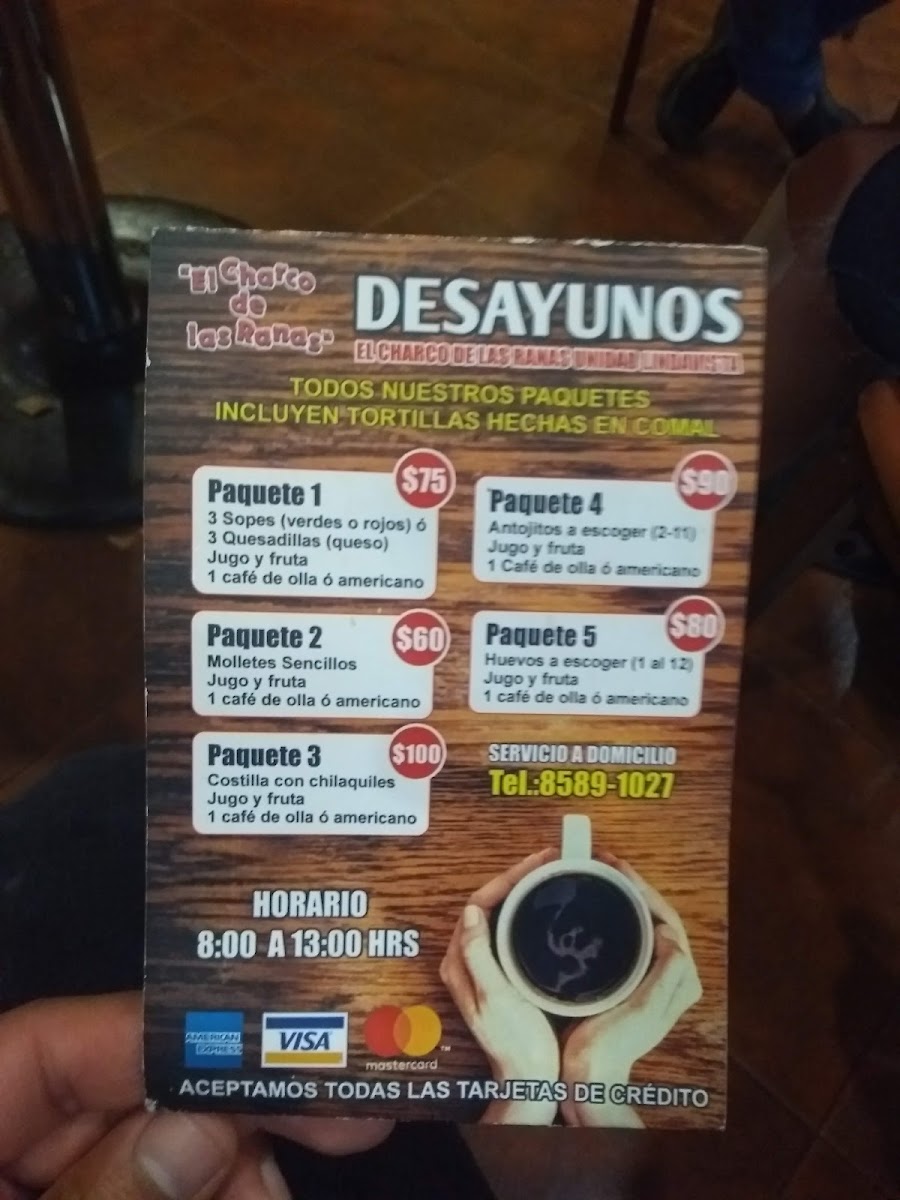 "El Charco
de
las Ranas"
DESAYUNOS
EL CHARCO DE LAS RANAS UNIDAD LINDAVISTA
TODOS NUESTROS PAQUETES
INCLUYEN TORTILLAS HECHAS EN COMAL
Paquete 1
$75
3 Sopes (verdes o rojos) ó
3 Quesadillas (queso)
Jugo y fruta
1 café de olla ó americano
Paquete 2
$60
Molletes Sencillos
Jugo y fruta
1 café de olla ó americano
Paquete 3
$100
Costilla con chilaquiles
Jugo y fruta
1 café de olla ó americano
Paquete 4
$90
Antojitos a escoger (2-11)
Jugo y fruta
1 Café de olla ó americano
Paquete 5
$80
Huevos a escoger (1 al 12)
Jugo y fruta
1 café de olla ó americano
SERVICIO A DOMICILIO
Tel.:8589-1027
HORARIO
8:00 A 13:00 HRS
AMERICAN
EXPRESS
VISA
mastercard
ACEPTAMOS TODAS LAS TARJETAS DE CRÉDITO